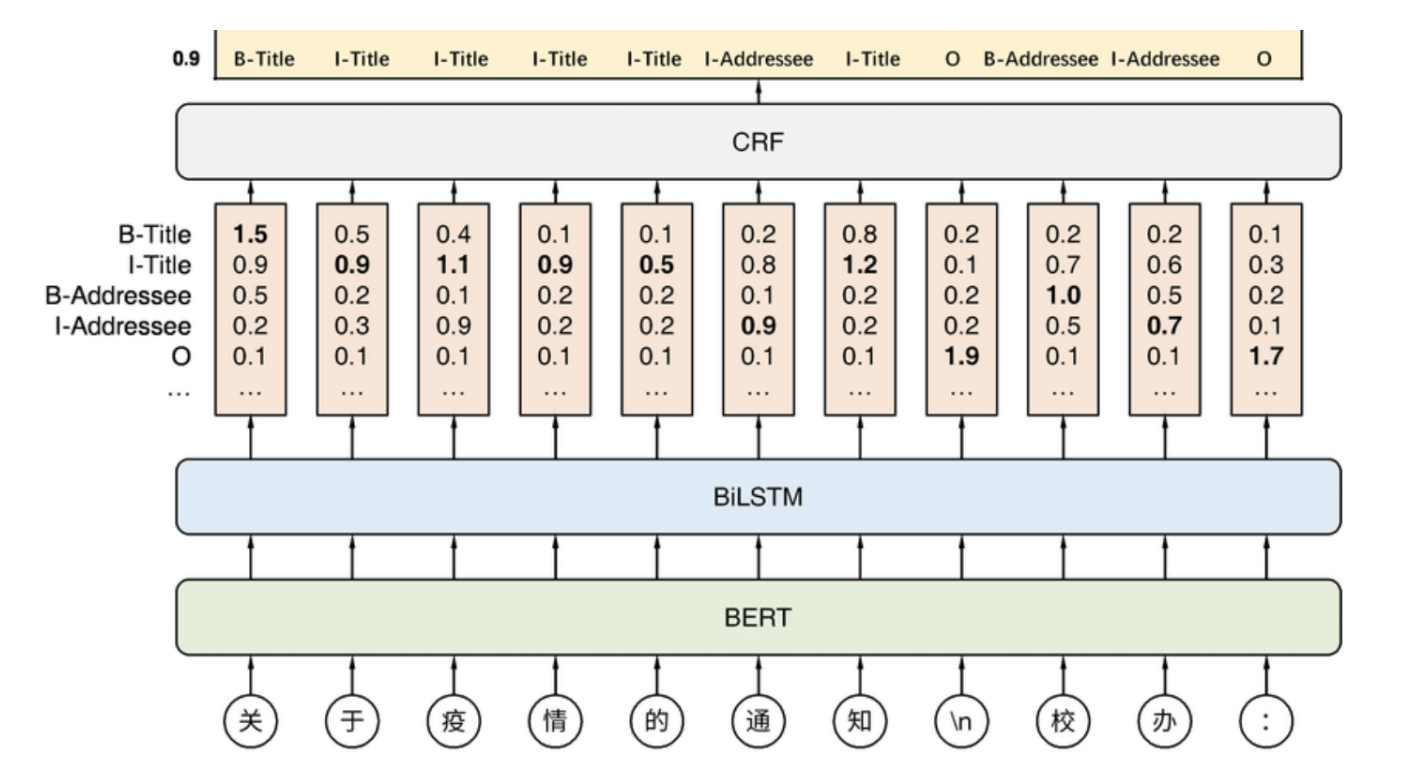 0.9 B-Title I-Title I-Title I-Title I-Title I-Addressee I-Title O B-Addressee I-Addressee O
CRF
B-Title 1.5 0.5 0.4 0.1 0.1 0.2 0.8 0.2 0.2 0.2 0.1
I-Title 0.9 0.9 1.1 0.9 0.5 0.8 1.2 0.1 0.7 0.6 0.3
B-Addressee 0.5 0.2 0.1 0.2 0.2 0.1 0.2 0.2 1.0 0.5 0.2
I-Addressee 0.2 0.3 0.9 0.2 0.2 0.9 0.2 0.2 0.5 0.7 0.1
O 0.1 0.1 0.1 0.1 0.1 0.1 0.1 1.9 0.1 0.1 1.7
... ... ... ... ... ... ... ... ... ... ... ...
BiLSTM
BERT
关 于 疫 情 的 通 知 \n 校 办 :